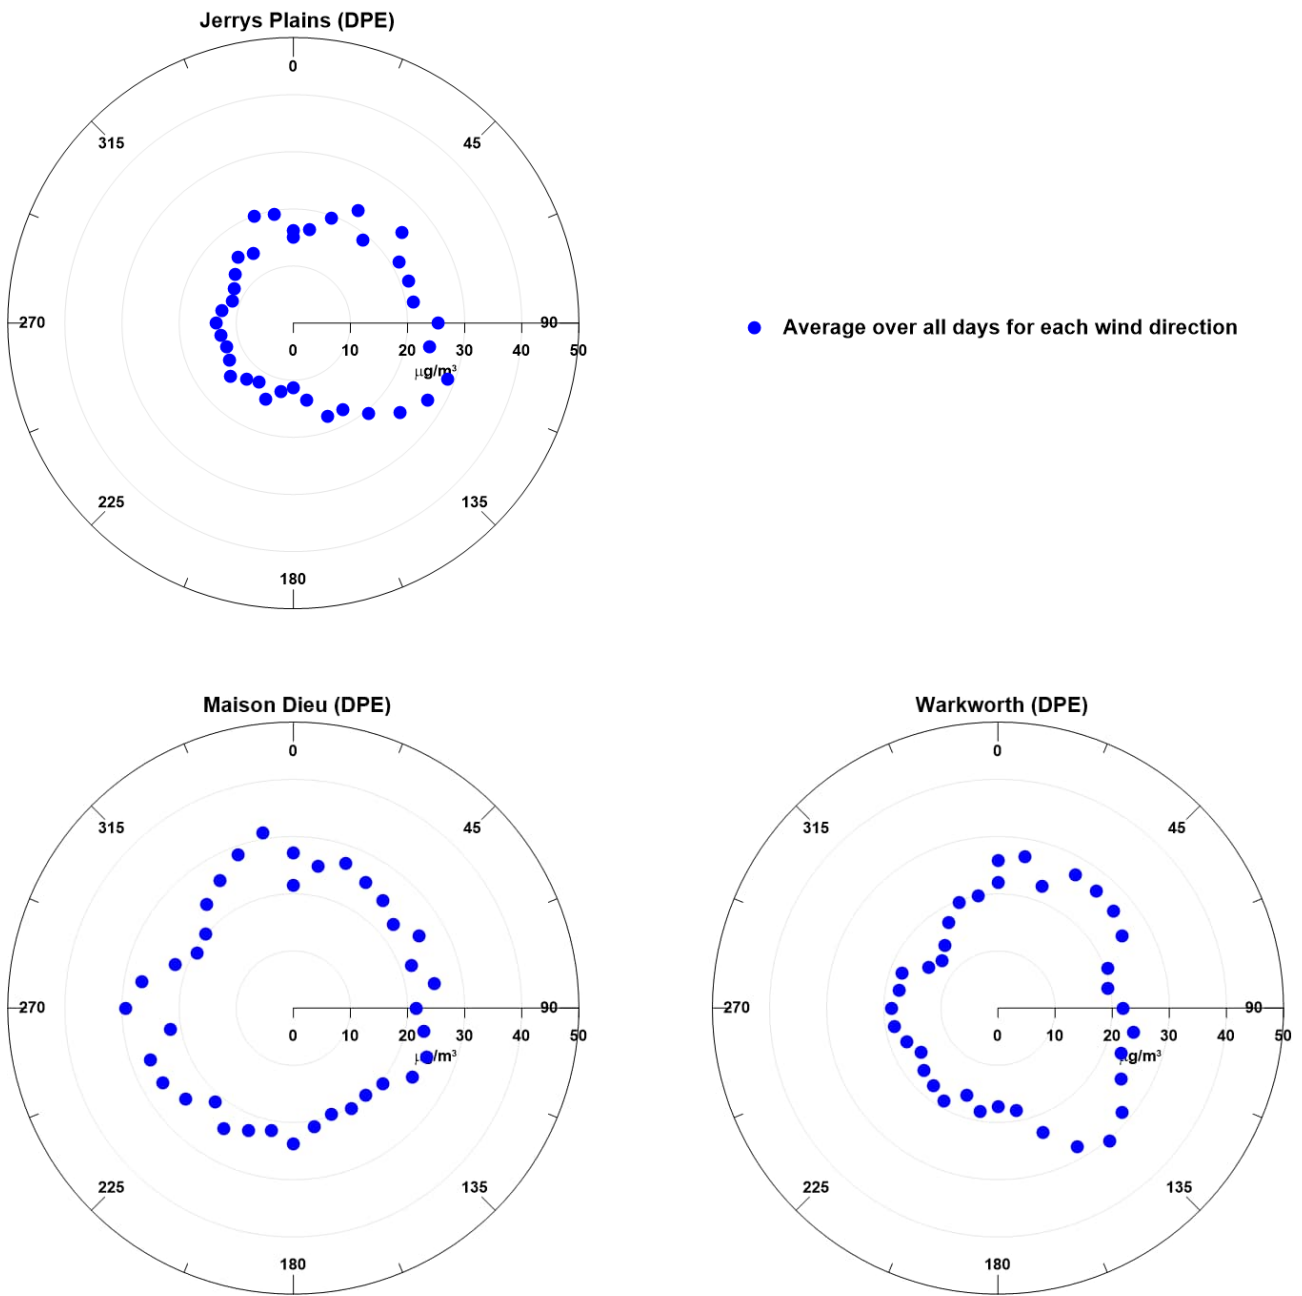 Jerrys Plains (DPE)
0
315 45
270 90
0 10 20 30 40 50
μg/m³
225 135
180
Average over all days for each wind direction
Maison Dieu (DPE)
0
315 45
270 90
0 10 20 30 40 50
μg/m³
225 135
180
Warkworth (DPE)
0
315 45
270 90
0 10 20 30 40 50
μg/m³
225 135
180